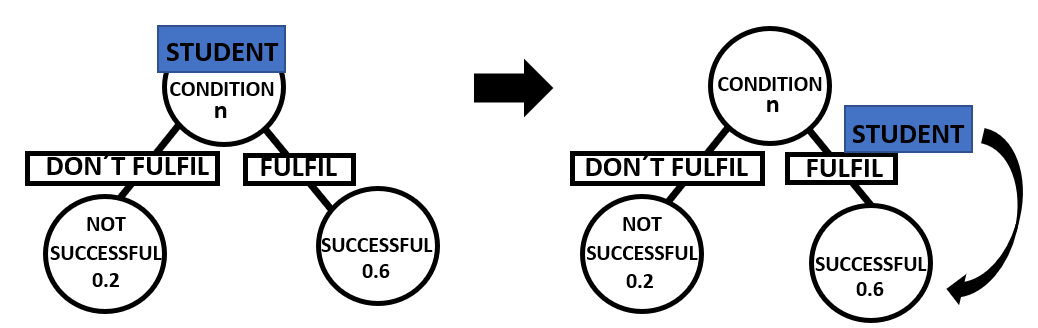 STUDENT
CONDITION
n
DON´T FULFIL
FULFIL
NOT
SUCCESSFUL
0.2
SUCCESSFUL
0.6
CONDITION
n
STUDENT
DON´T FULFIL
FULFIL
NOT
SUCCESSFUL
0.2
SUCCESSFUL
0.6